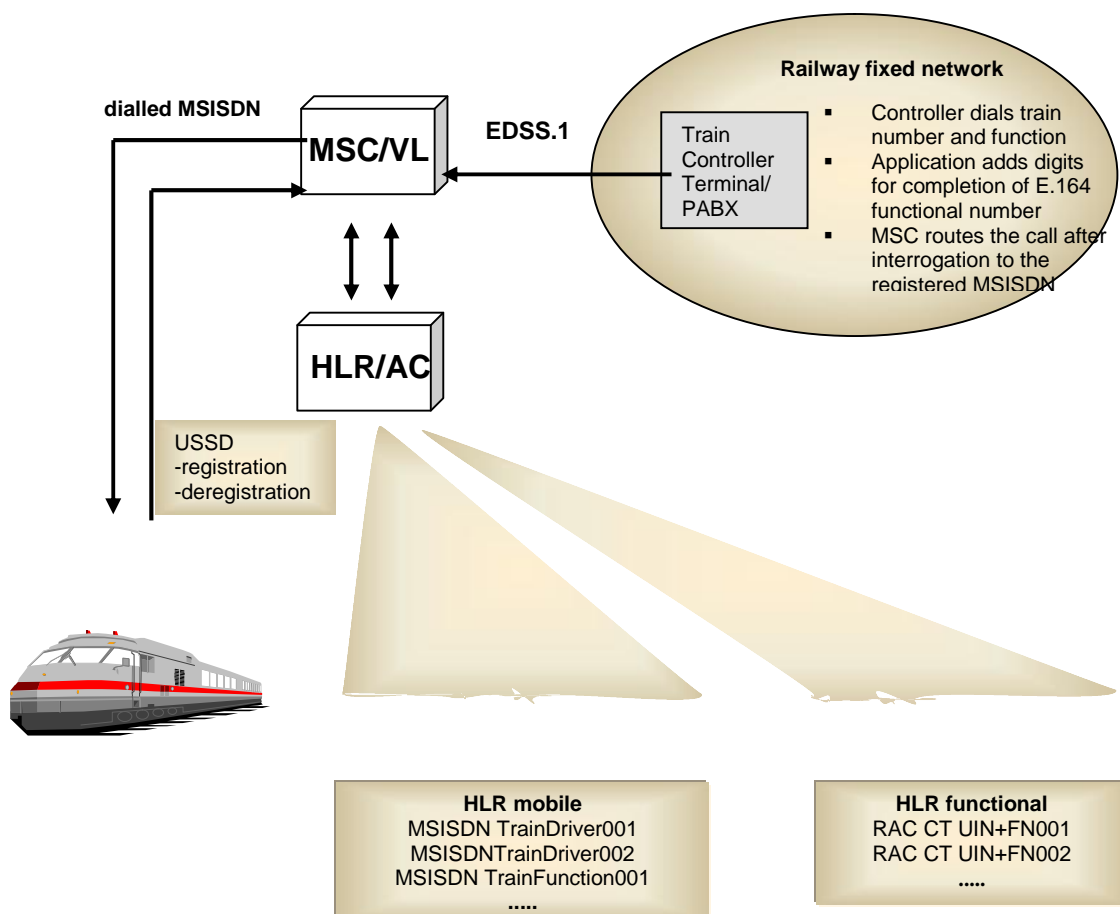 Railway fixed network
dialled MSISDN
MSC/VL
EDSS.1
Train
Controller
Terminal/
PABX
▪ Controller dials train
number and function
▪ Application adds digits
for completion of E.164
functional number
▪ MSC routes the call after
interrogation to the
registered MSISDN
HLR/AC
USSD
-registration
-deregistration
HLR mobile
MSISDN TrainDriver001
MSISDNTrainDriver002
MSISDN TrainFunction001
.....
HLR functional
RAC CT UIN+FN001
RAC CT UIN+FN002
.....